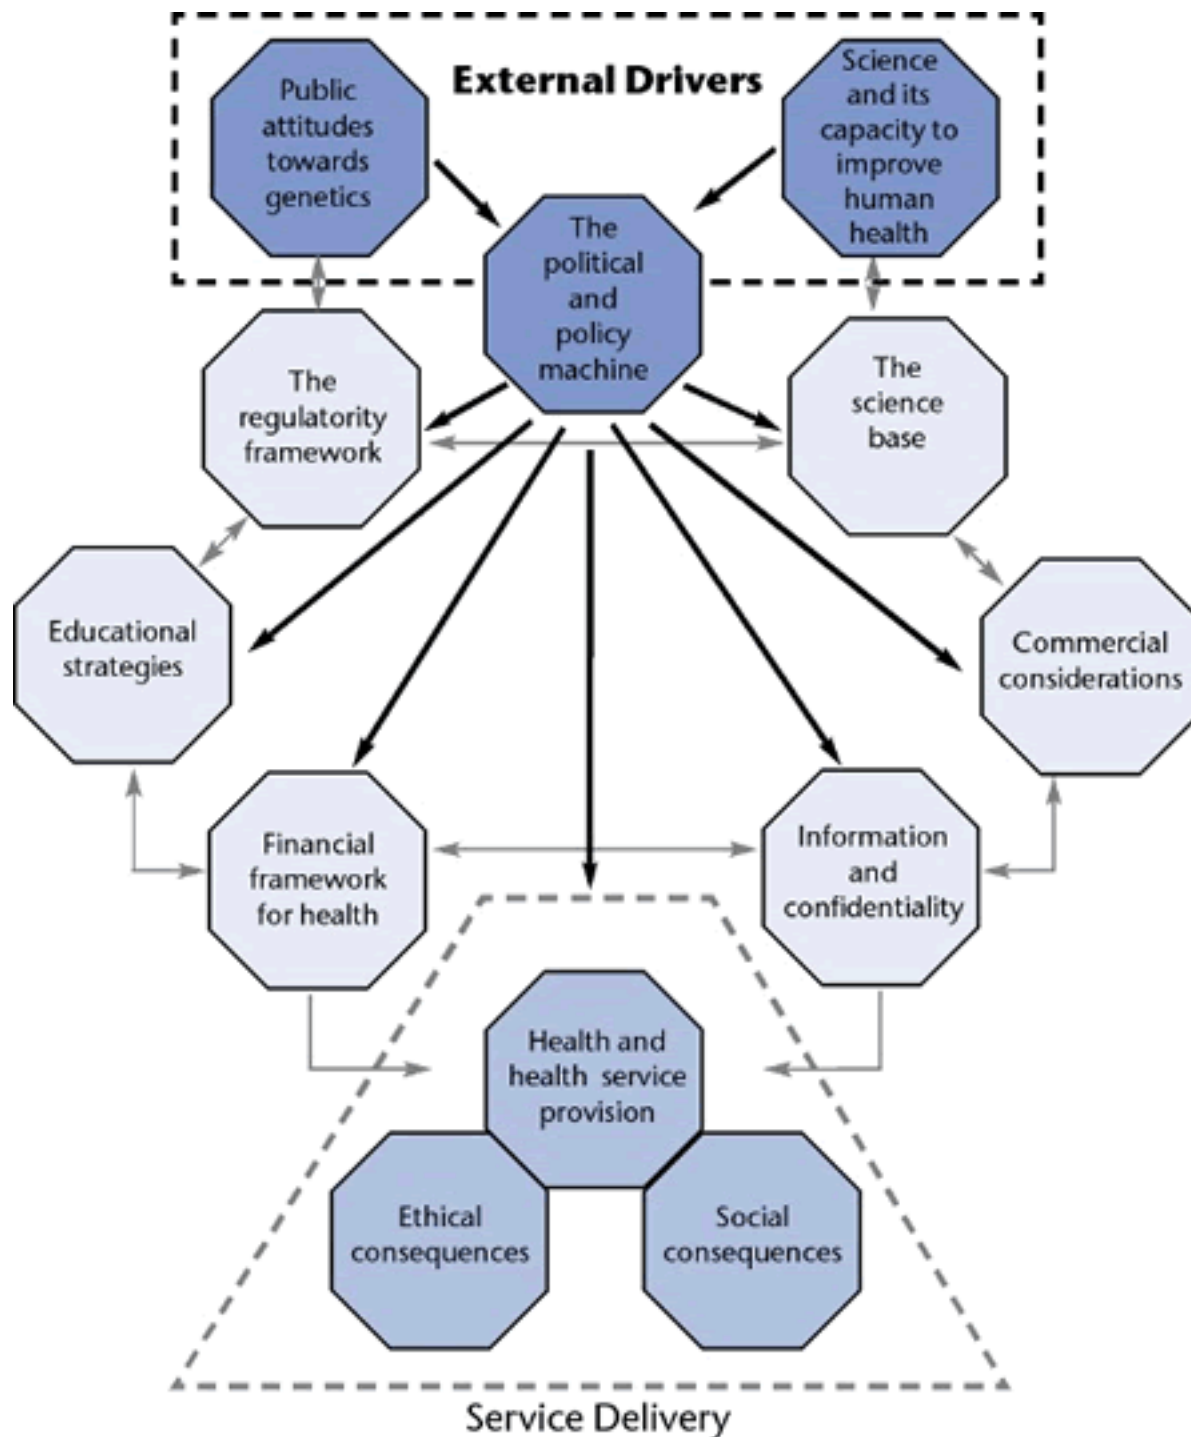 External Drivers
Public
attitudes
towards
genetics
Science
and its
capacity to
improve
human
health
The
political
and
policy
machine
The
regulatority
framework
The
science
base
Educational
strategies
Commercial
considerations
Financial
framework
for health
Information
and
confidentiality
Health and
health service
provision
Ethical
consequences
Social
consequences
Service Delivery